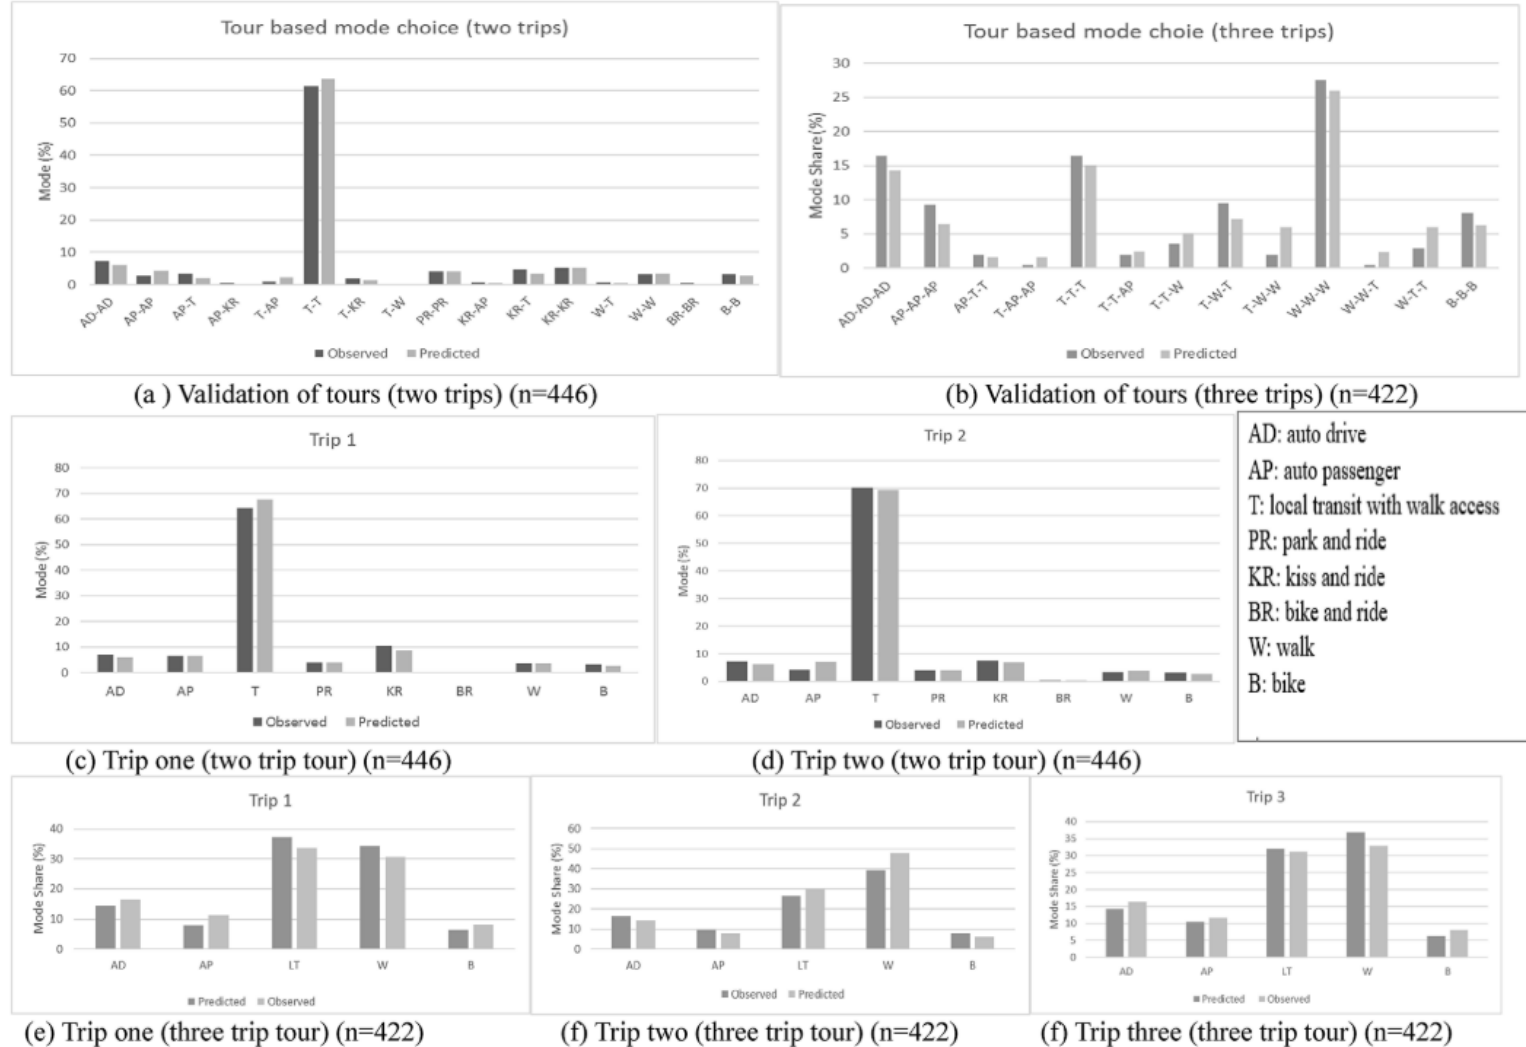 Tour based mode choice (two trips)
70
60
50
40
30
20
10
0
Mode (%)
AD-AD
AP-AP
AP-T
AP-KR
T-AP
T-T
T-KR
T-W
PR-PR
KR-AP
KR-T
KR-KR
W-T
W-W
BR-BR
B-B
Observed Predicted
(a ) Validation of tours (two trips) (n=446)
Tour based mode choie (three trips)
30
25
20
15
10
5
0
Mode Share (%)
AD-AD-AD
AP-AP-AP
AP-T-T
T-AP-AP
T-T-T
T-T-AP
T-T-W
T-W-T
T-W-W
W-W-W
W-W-T
W-T-T
B-B-B
Observed Predicted
(b) Validation of tours (three trips) (n=422)
Trip 1
80
70
60
50
40
30
20
10
0
Mode (%)
AD AP T PR KR BR W B
Observed Predicted
(c) Trip one (two trip tour) (n=446)
Trip 2
80
70
60
50
40
30
20
10
0
Mode (%)
AD AP T PR KR BR W B
Observed Predicted
(d) Trip two (two trip tour) (n=446)
AD: auto drive
AP: auto passenger
T: local transit with walk access
PR: park and ride
KR: kiss and ride
BR: bike and ride
W: walk
B: bike
Trip 1
40
30
20
10
0
Mode Share (%)
AD AP LT W B
Predicted Observed
(e) Trip one (three trip tour) (n=422)
Trip 2
60
50
40
30
20
10
0
Mode Share (%)
AD AP LT W B
Observed Predicted
(f) Trip two (three trip tour) (n=422)
Trip 3
40
35
30
25
20
15
10
5
0
Mode Share (%)
AD AP LT W B
Predicted Observed
(f) Trip three (three trip tour) (n=422)